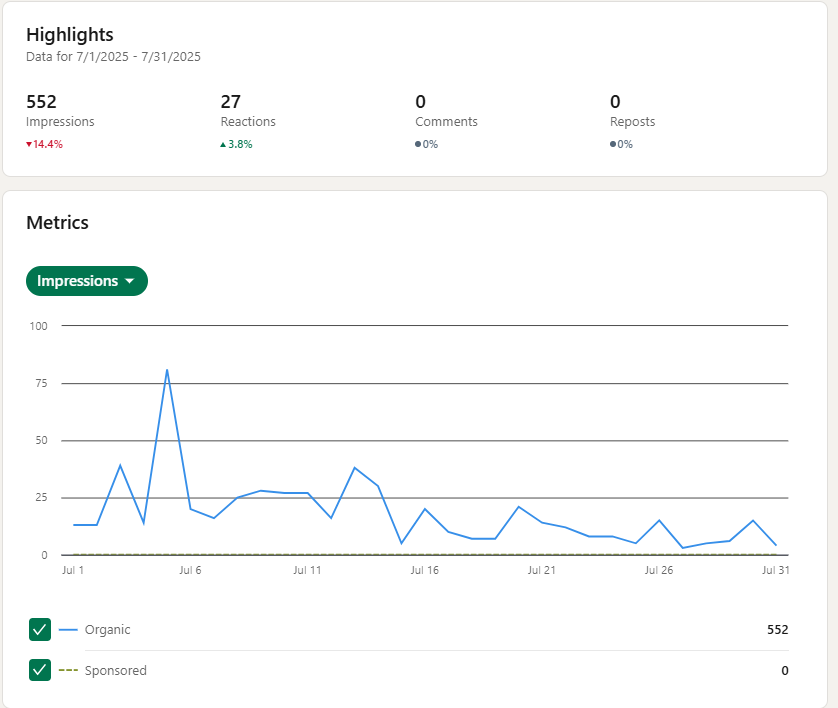 Highlights
Data for 7/1/2025 - 7/31/2025
552 27 0 0
Impressions Reactions Comments Reposts
▾14.4% ▴3.8% ●0% ●0%
Metrics
Impressions ▾
100
75
50
25
0
Jul 1 Jul 6 Jul 11 Jul 16 Jul 21 Jul 26 Jul 31
Organic 552
Sponsored 0